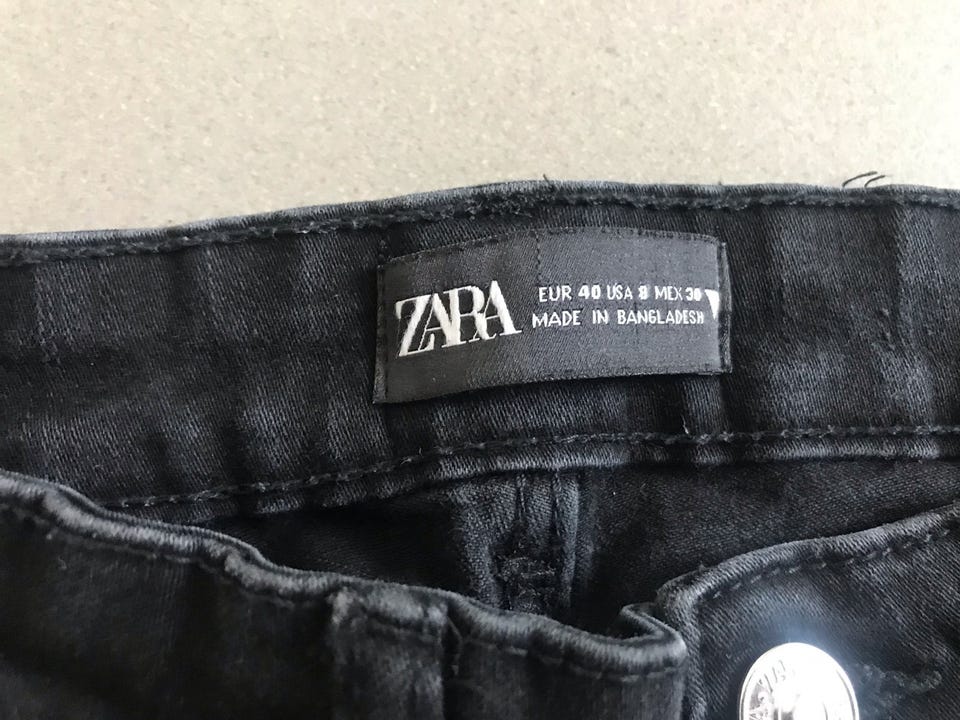 ZARA
EUR 40 USA 8 MEX 30
MADE IN BANGLADESH